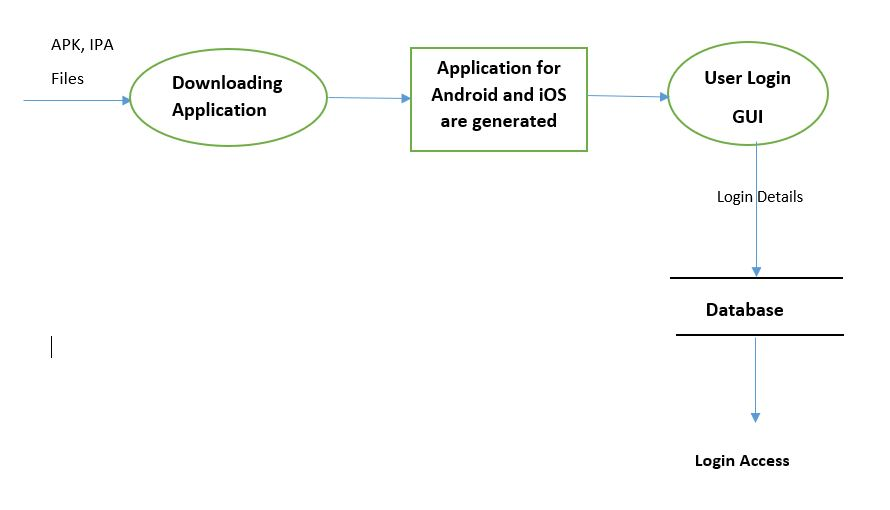 APK, IPA
Files
Downloading
Application
Application for
Android and iOS
are generated
User Login
GUI
Login Details
Database
Login Access